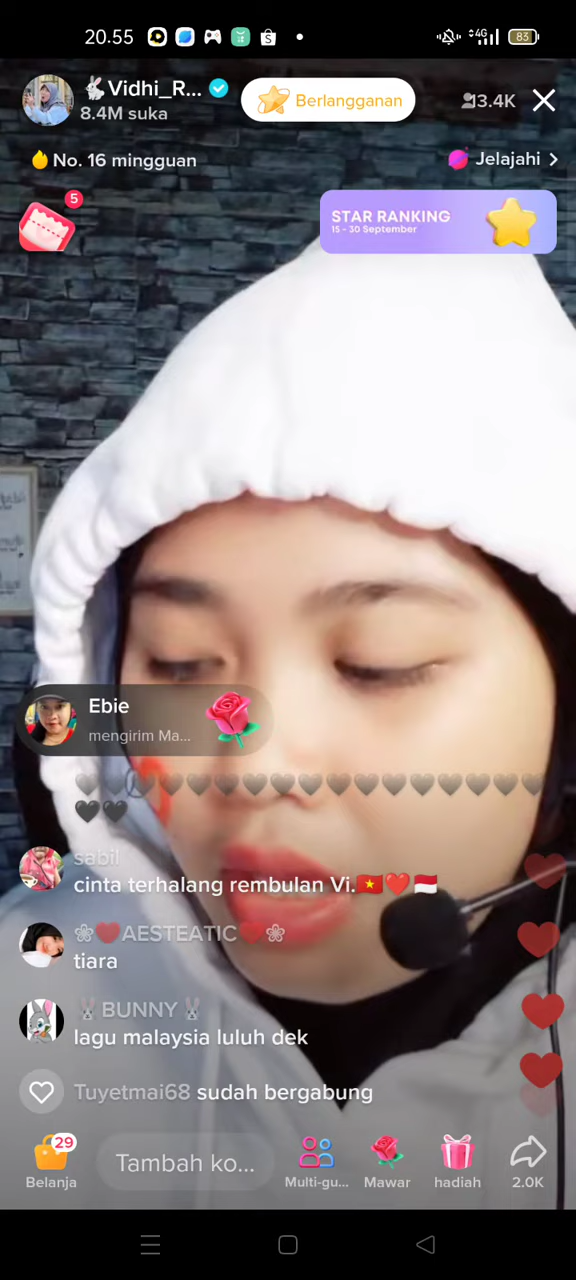 20.55
4G
83
Vidhi_R...
8.4M suka
Berlangganan
13.4K
No. 16 mingguan
Jelajahi >
5
STAR RANKING
15 - 30 September
Ebie
mengirim Ma...
sabil
cinta terhalang rembulan Vi.🇻🇳❤️🇮🇩
❀❤️AESTEATIC❤️❀
tiara
🐰BUNNY🐰
lagu malaysia luluh dek
Tuyetmai68 sudah bergabung
29
Belanja
Tambah ko...
Multi-gu...
Mawar
hadiah
2.0K